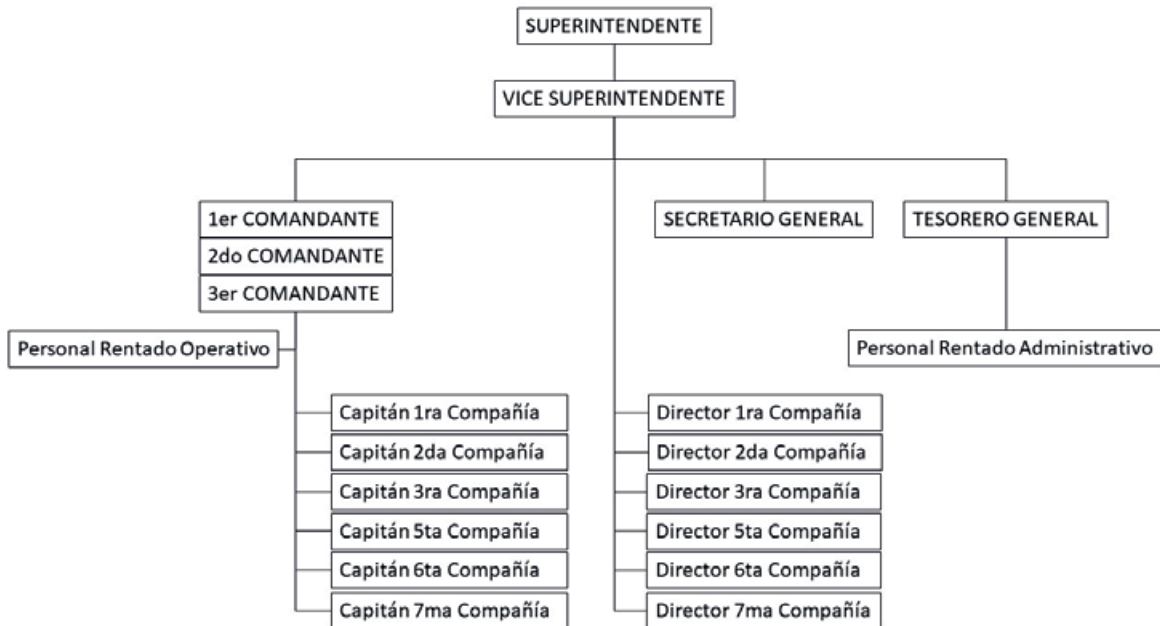 SUPERINTENDENTE
VICE SUPERINTENDENTE
1er COMANDANTE
2do COMANDANTE
3er COMANDANTE
SECRETARIO GENERAL
TESORERO GENERAL
Personal Rentado Operativo
Personal Rentado Administrativo
Capitán 1ra Compañía
Capitán 2da Compañía
Capitán 3ra Compañía
Capitán 5ta Compañía
Capitán 6ta Compañía
Capitán 7ma Compañía
Director 1ra Compañía
Director 2da Compañía
Director 3ra Compañía
Director 5ta Compañía
Director 6ta Compañía
Director 7ma Compañía